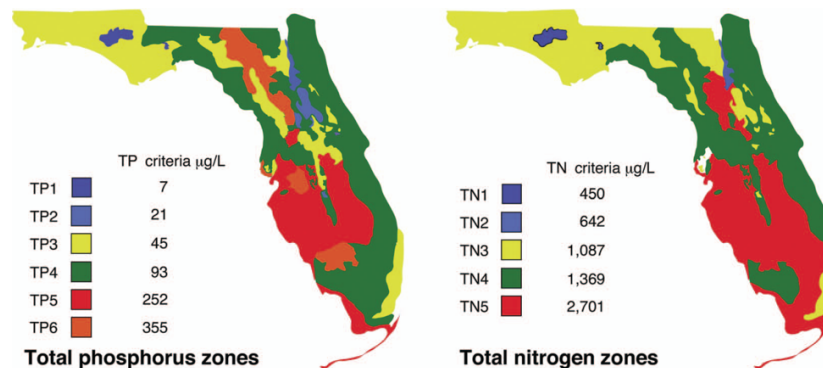 TP criteria µg/L
TP1 7
TP2 21
TP3 45
TP4 93
TP5 252
TP6 355
Total phosphorus zones
TN criteria µg/L
TN1 450
TN2 642
TN3 1,087
TN4 1,369
TN5 2,701
Total nitrogen zones